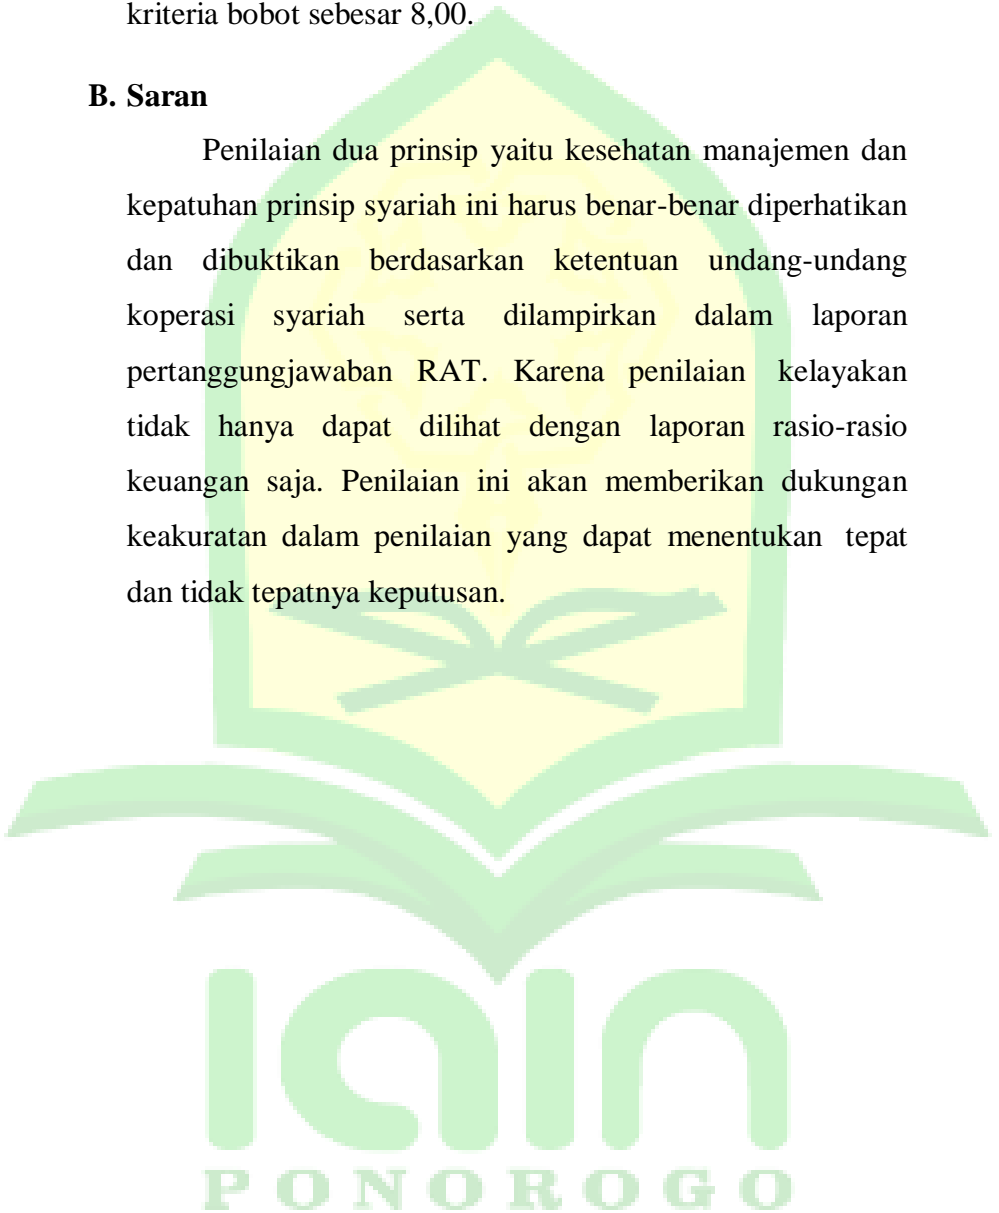 kriteria bobot sebesar 8,00.
B. Saran
Penilaian dua prinsip yaitu kesehatan manajemen dan
kepatuhan prinsip syariah ini harus benar-benar diperhatikan
dan dibuktikan berdasarkan ketentuan undang-undang
koperasi syariah serta dilampirkan dalam laporan
pertanggungjawaban RAT. Karena penilaian kelayakan
tidak hanya dapat dilihat dengan laporan rasio-rasio
keuangan saja. Penilaian ini akan memberikan dukungan
keakuratan dalam penilaian yang dapat menentukan tepat
dan tidak tepatnya keputusan.
iain
PONOROGO